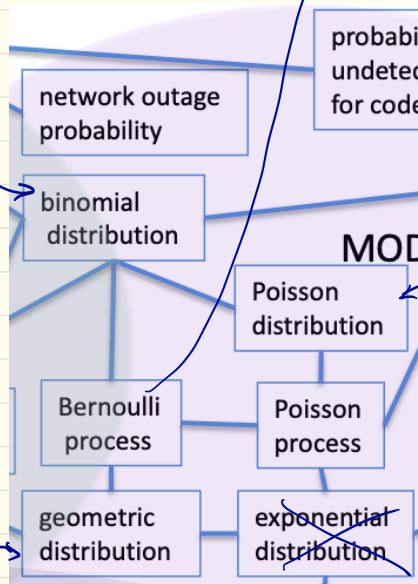 probabi
undetec
for code
network outage
probability
binomial
distribution
MOD
Poisson
distribution
Bernoulli
process
Poisson
process
geometric
distribution
exponential
distribution